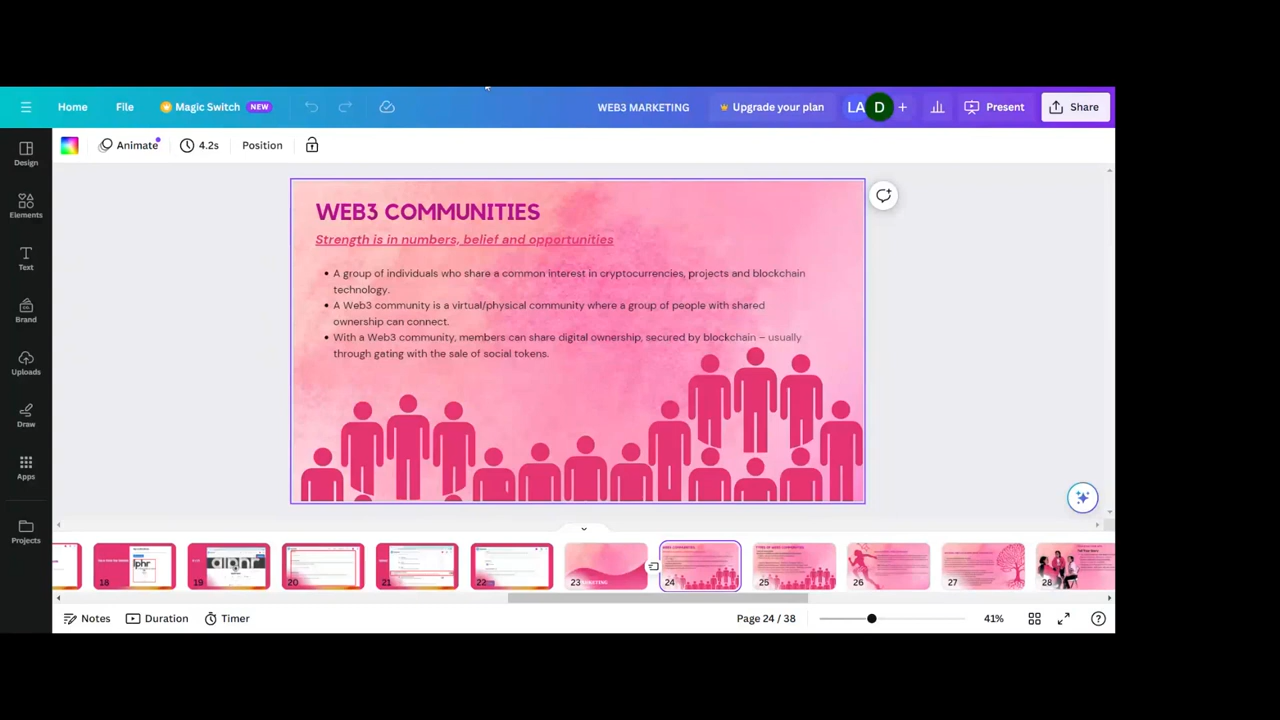 Home File Magic Switch NEW WEB3 MARKETING Upgrade your plan LA D + Present Share
Animate 4.2s Position
Design
Elements
Text
Brand
Uploads
Draw
Apps
Projects
WEB3 COMMUNITIES
Strength is in numbers, belief and opportunities
A group of individuals who share a common interest in cryptocurrencies, projects and blockchain
technology.
A Web3 community is a virtual/physical community where a group of people with shared
ownership can connect.
With a Web3 community, members can share digital ownership, secured by blockchain – usually
through gating with the sale of social tokens.
18 19 20 21 22 23 24 25 26 27 28
Notes Duration Timer Page 24 / 38 41%